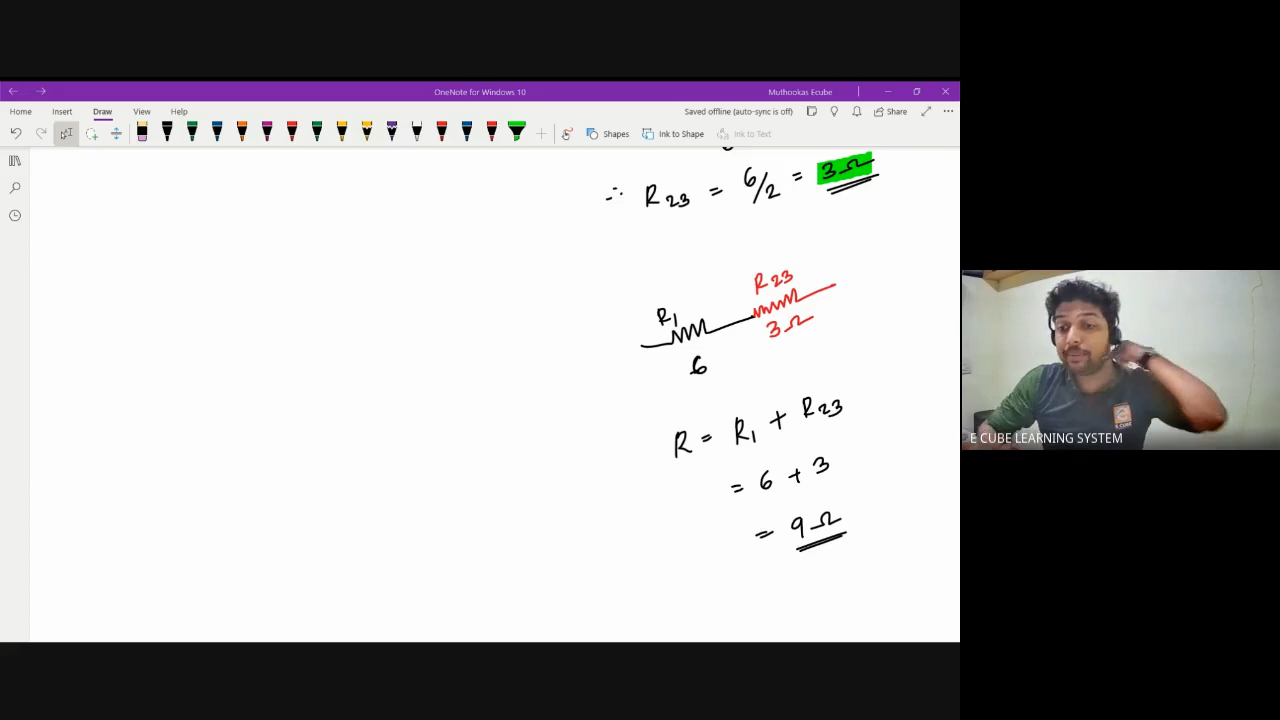 OneNote for Windows 10
Muthookas Ecube
Home Insert Draw View Help
Saved offline (auto-sync is off)
Share
Shapes
Ink to Shape
Ink to Text
∴ R23 = 6/2 = 3Ω
R23
R1
3Ω
6
R = R1 + R23
= 6 + 3
= 9Ω
E CUBE LEARNING SYSTEM
E CUBE